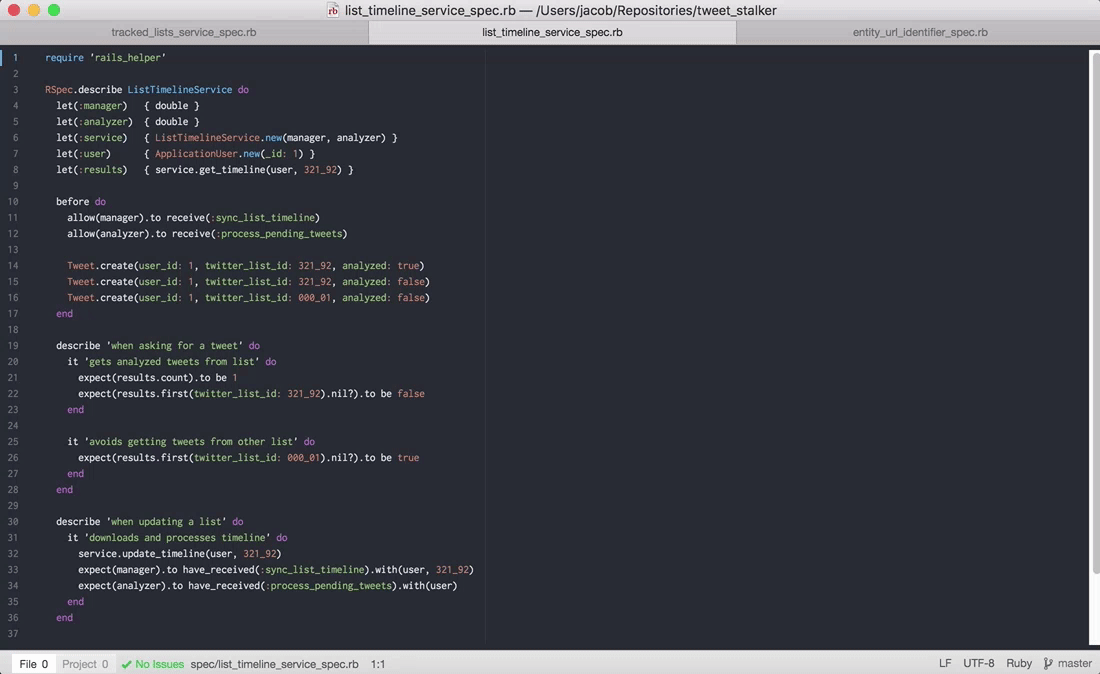 list_timeline_service_spec.rb — /Users/jacob/Repositories/tweet_stalker
tracked_lists_service_spec.rb list_timeline_service_spec.rb entity_url_identifier_spec.rb
1 require 'rails_helper'
2
3 RSpec.describe ListTimelineService do
4 let(:manager) { double }
5 let(:analyzer) { double }
6 let(:service) { ListTimelineService.new(manager, analyzer) }
7 let(:user) { ApplicationUser.new(_id: 1) }
8 let(:results) { service.get_timeline(user, 321_92) }
9
10 before do
11 allow(manager).to receive(:sync_list_timeline)
12 allow(analyzer).to receive(:process_pending_tweets)
13
14 Tweet.create(user_id: 1, twitter_list_id: 321_92, analyzed: true)
15 Tweet.create(user_id: 1, twitter_list_id: 321_92, analyzed: false)
16 Tweet.create(user_id: 1, twitter_list_id: 000_01, analyzed: false)
17 end
18
19 describe 'when asking for a tweet' do
20 it 'gets analyzed tweets from list' do
21 expect(results.count).to be 1
22 expect(results.first(twitter_list_id: 321_92).nil?).to be false
23 end
24
25 it 'avoids getting tweets from other list' do
26 expect(results.first(twitter_list_id: 000_01).nil?).to be true
27 end
28 end
29
30 describe 'when updating a list' do
31 it 'downloads and processes timeline' do
32 service.update_timeline(user, 321_92)
33 expect(manager).to have_received(:sync_list_timeline).with(user, 321_92)
34 expect(analyzer).to have_received(:process_pending_tweets).with(user)
35 end
36 end
37
File 0 Project 0 No Issues spec/list_timeline_service_spec.rb 1:1 LF UTF-8 Ruby master